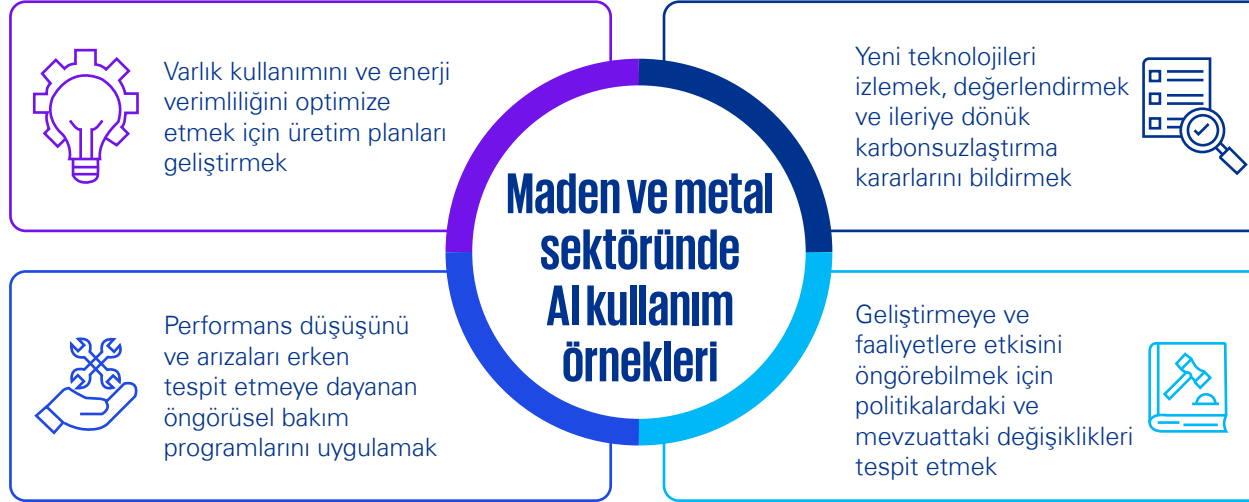 Varlık kullanımını ve enerji
verimliliğini optimize
etmek için üretim planları
geliştirmek
Yeni teknolojileri
izlemek, değerlendirmek
ve ileriye dönük
karbonsuzlaştırma
kararlarını bildirmek
Maden ve metal
sektöründe
AI kullanım
örnekleri
Performans düşüşünü
ve arızaları erken
tespit etmeye dayanan
öngörüsel bakım
programlarını uygulamak
Geliştirmeye ve
faaliyetlere etkisini
öngörebilmek için
politikalardaki ve
mevzuattaki değişiklikleri
tespit etmek